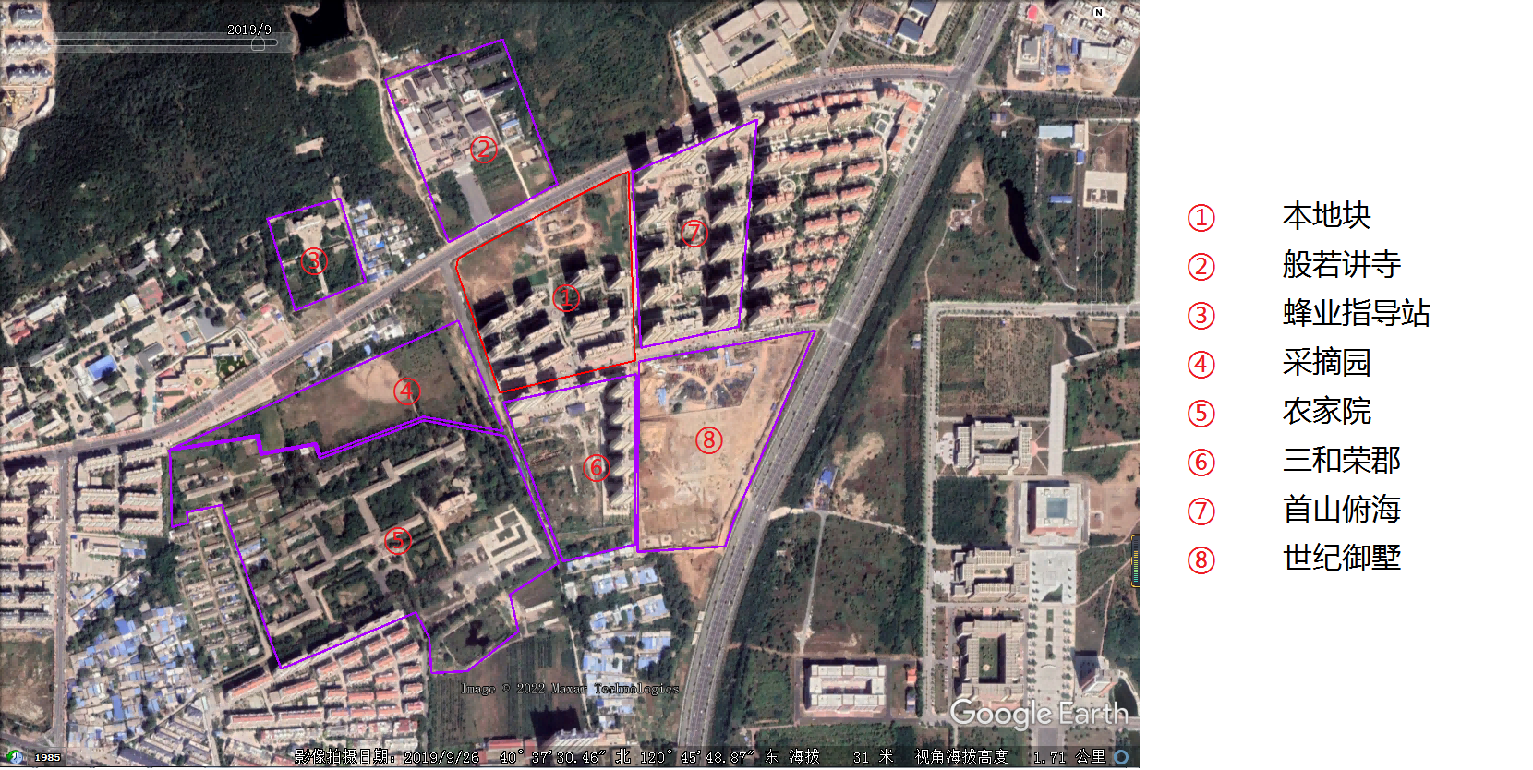 2019/9
N
②
③
①
⑦
④
⑤
⑥
⑧
Image © 2022 Maxar Technologies
Google Earth
1985
影像拍摄日期: 2019/9/26 40°37'30.46" 北 120°45'48.87" 东 海拔 31 米 视角海拔高度 1.71 公里
① 本地块
② 般若讲寺
③ 蜂业指导站
④ 采摘园
⑤ 农家院
⑥ 三和荣郡
⑦ 首山俯海
⑧ 世纪御墅